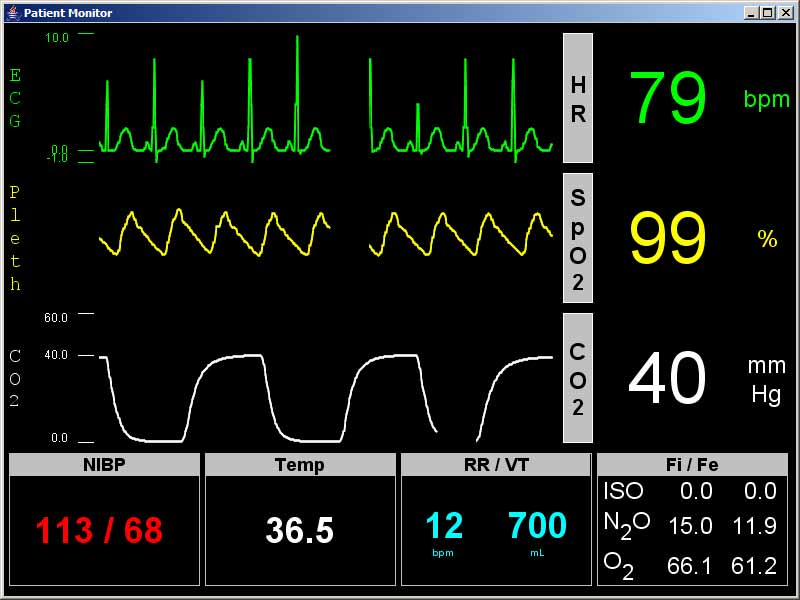 Patient Monitor
10.0
ECG
0.0
-1.0
HR
79 bpm
Pleth
SpO2
99 %
60.0
40.0
CO2
0.0
CO2
40 mm Hg
NIBP
113 / 68
Temp
36.5
RR / VT
12 700
bpm mL
Fi / Fe
ISO 0.0 0.0
N2O 15.0 11.9
O2 66.1 61.2